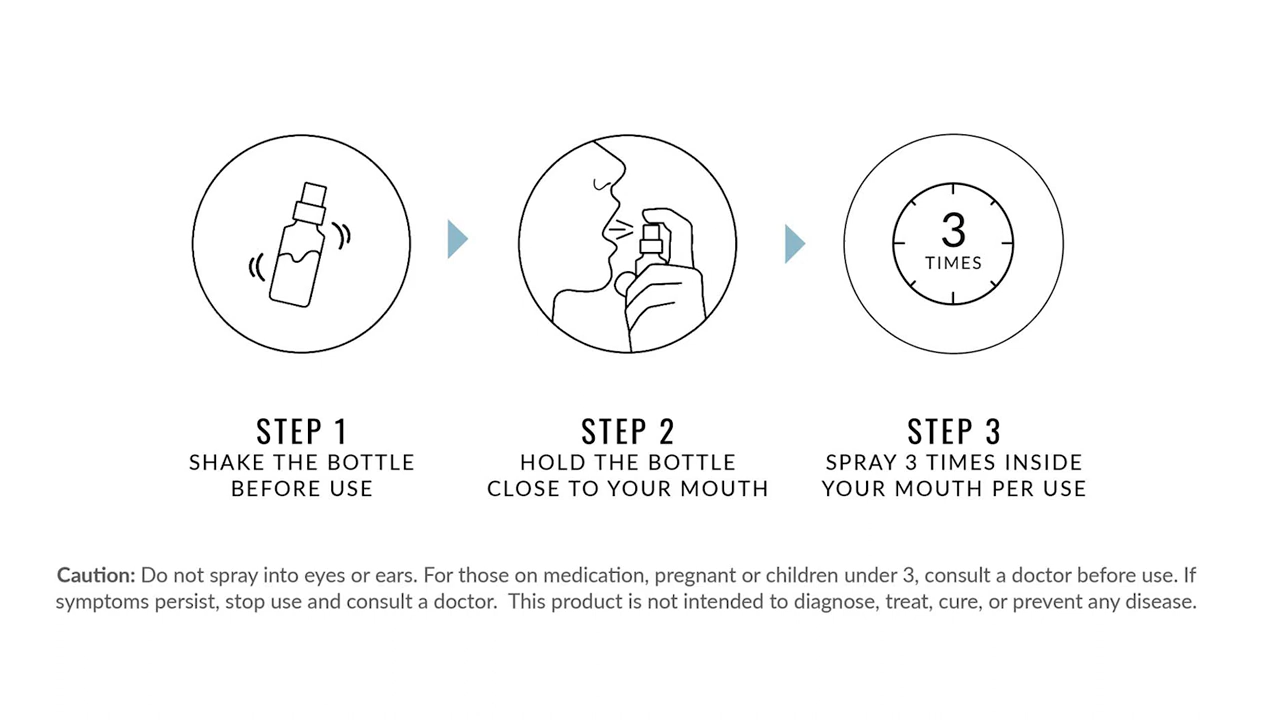 3
TIMES
STEP 1
SHAKE THE BOTTLE
BEFORE USE
STEP 2
HOLD THE BOTTLE
CLOSE TO YOUR MOUTH
STEP 3
SPRAY 3 TIMES INSIDE
YOUR MOUTH PER USE
Caution: Do not spray into eyes or ears. For those on medication, pregnant or children under 3, consult a doctor before use. If
symptoms persist, stop use and consult a doctor.  This product is not intended to diagnose, treat, cure, or prevent any disease.